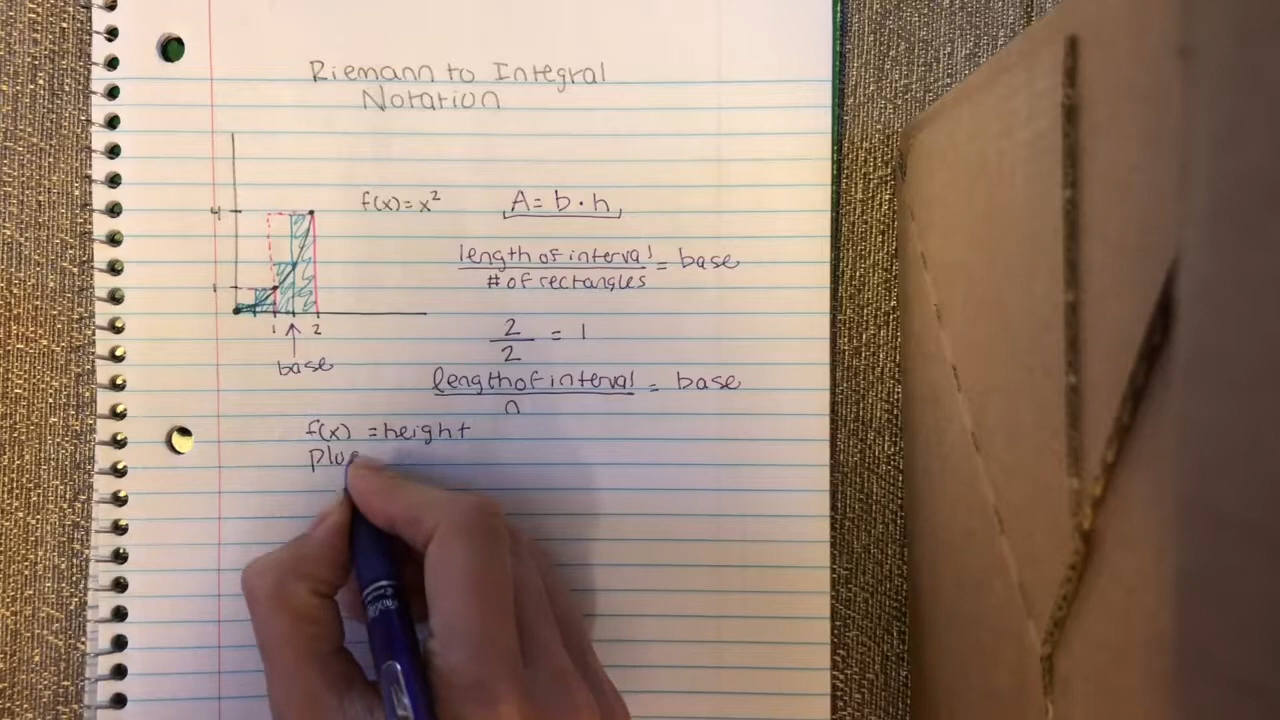 Riemann to Integral
Notation
f(x)=x²
A = b · h
4
length of interval
# of rectangles
= base
1
1 2
base
2
2
= 1
length of interval
n
= base
f(x) = height